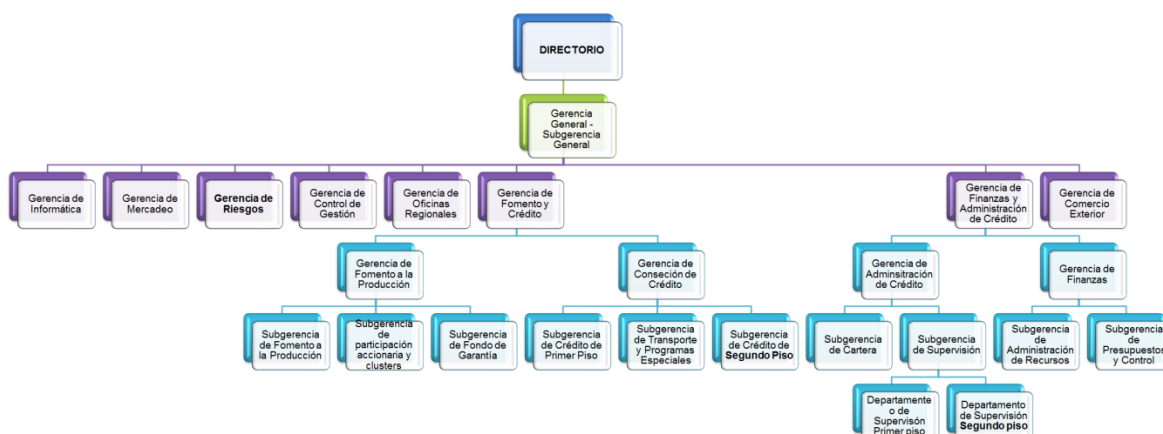 DIRECTORIO
Gerencia
General -
Subgerencia
General
Gerencia de
Informática
Gerencia de
Mercadeo
Gerencia de
Riesgos
Gerencia de
Control de
Gestión
Gerencia de
Oficinas
Regionales
Gerencia de
Fomento y
Crédito
Gerencia de
Finanzas y
Administración
de Crédito
Gerencia de
Comercio
Exterior
Gerencia de
Fomento a la
Producción
Gerencia de
Conseción de
Crédito
Gerencia de
Adminsitración
de Crédito
Gerencia de
Finanzas
Subgerencia
de Fomento a
la Producción
Subgerencia
de
participación
accionaria y
clusters
Subgerencia
de Fondo de
Garantía
Subgerencia
de Crédito de
Primer Piso
Subgerencia
de Transporte
y Programas
Especiales
Subgerencia
de Crédito de
Segundo Piso
Subgerencia
de Cartera
Subgerencia
de Supervisión
Subgerencia
de
Administración
de Recursos
Subgerencia
de
Presupuestos
y Control
Departamente
o de
Supervisón
Primer piso
Departamento
de Supervisión
Segundo piso